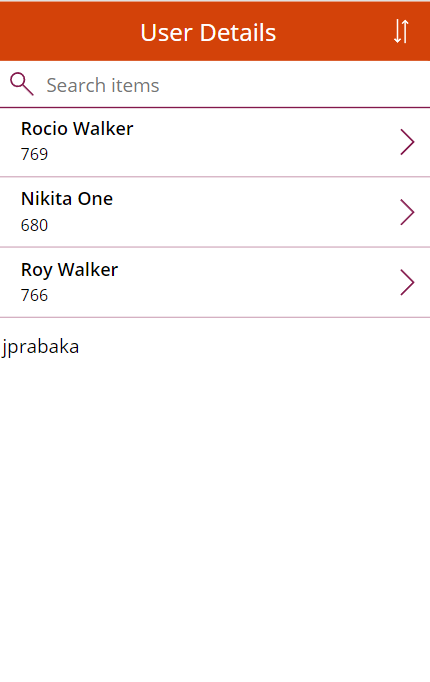 User Details
Search items
Rocio Walker
769
Nikita One
680
Roy Walker
766
jprabaka